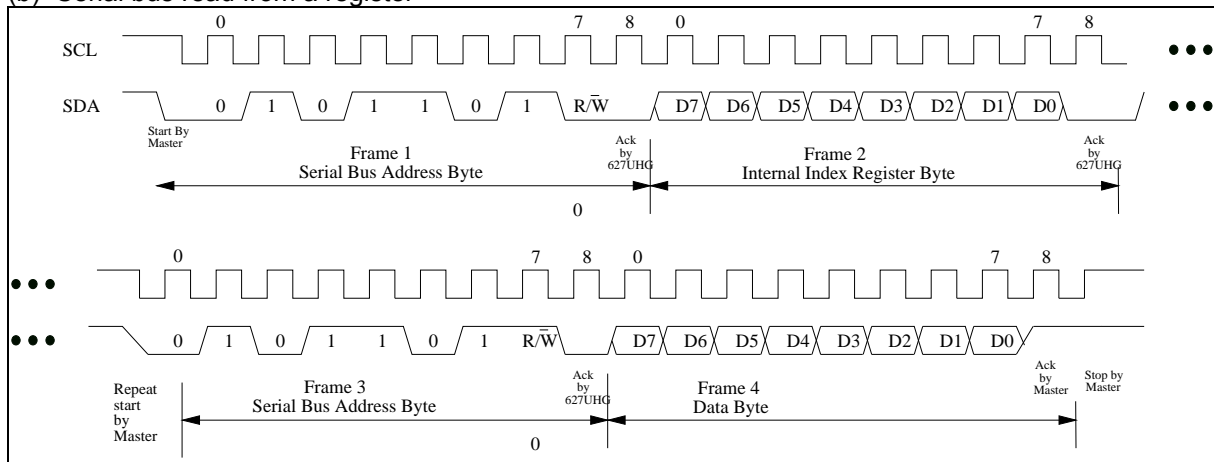 (b) Serial bus read from a register
0 7 8 0 7 8
SCL
SDA 0 1 0 1 1 0 1 R/W̅ D7 D6 D5 D4 D3 D2 D1 D0
Start By
Master
Ack
by
627UHG
Ack
by
627UHG
Frame 1
Serial Bus Address Byte
Frame 2
Internal Index Register Byte
0
0 7 8 0 7 8
0 1 0 1 1 0 1 R/W̅ D7 D6 D5 D4 D3 D2 D1 D0
Repeat
start
by
Master
Frame 3
Serial Bus Address Byte
Ack
by
627UHG
Frame 4
Data Byte
Ack
by
Master
Stop by
Master
0